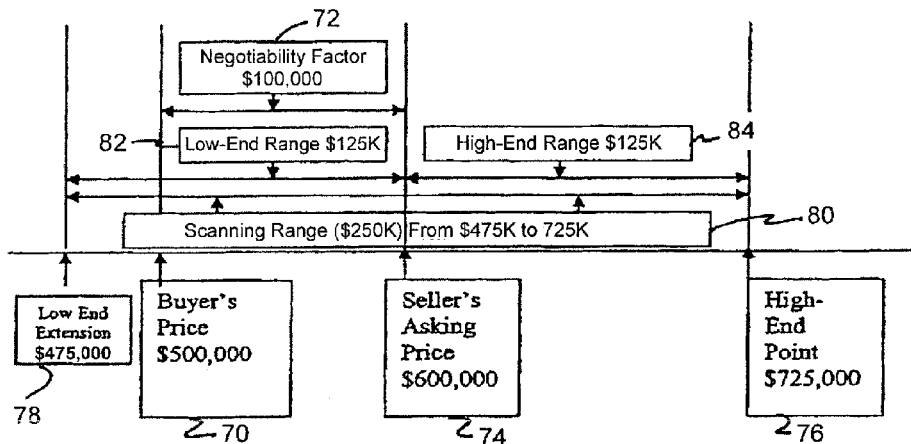 72
Negotiability Factor
$100,000
82
Low-End Range $125K
High-End Range $125K
84
Scanning Range ($250K) From $475K to 725K
80
Low End
Extension
$475,000
Buyer's
Price
$500,000
Seller's
Asking
Price
$600,000
High-
End
Point
$725,000
78
70
74
76